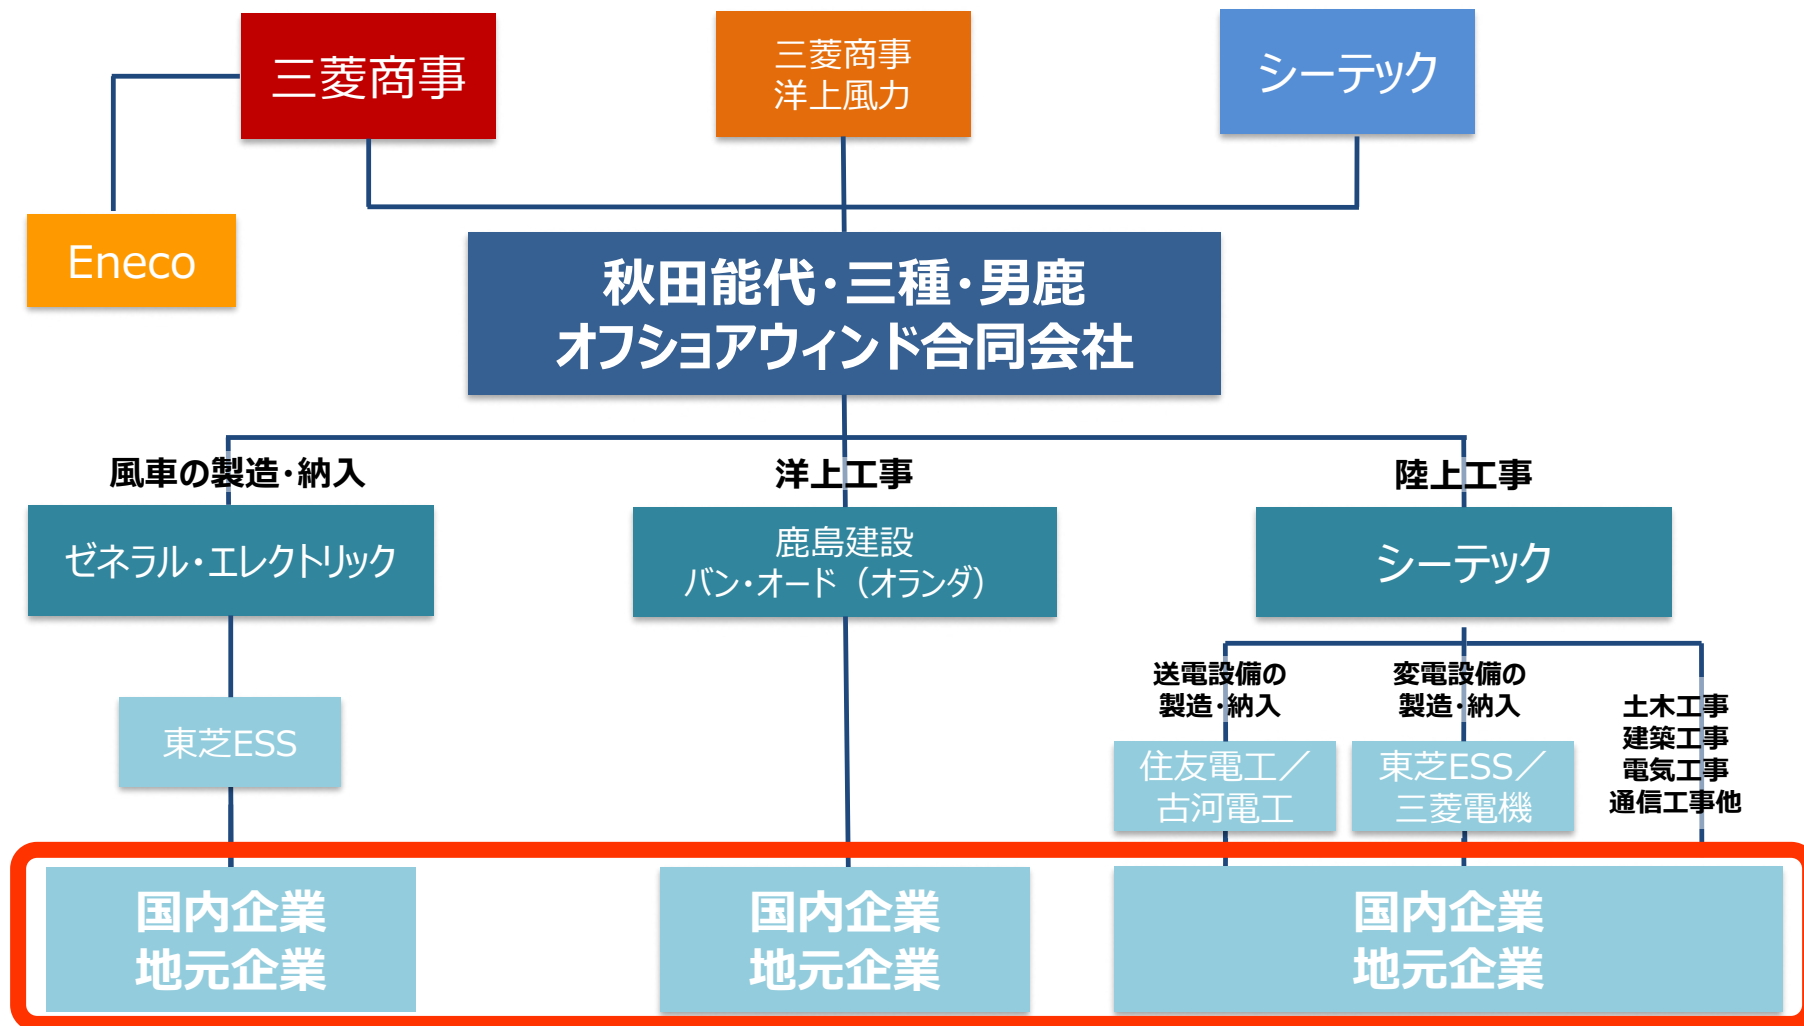 三菱商事
三菱商事
洋上風力
シーテック
Eneco
秋田能代・三種・男鹿
オフショアウィンド合同会社
風車の製造・納入
洋上工事
陸上工事
ゼネラル・エレクトリック
鹿島建設
バン・オード（オランダ）
シーテック
送電設備の
製造・納入
変電設備の
製造・納入
土木工事
建築工事
電気工事
通信工事他
東芝ESS
住友電工／
古河電工
東芝ESS／
三菱電機
国内企業
地元企業
国内企業
地元企業
国内企業
地元企業